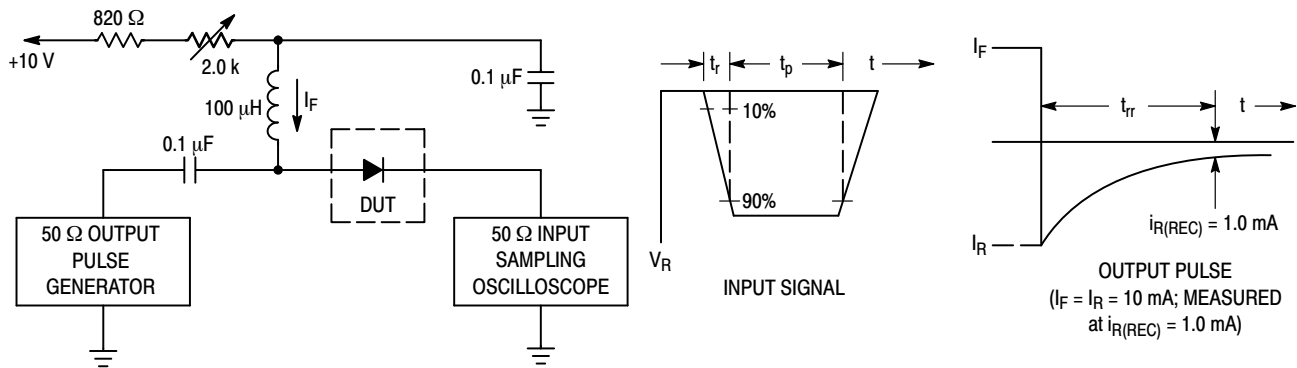 820 Ω
+10 V
2.0 k
0.1 μF
100 μH
I_F
0.1 μF
DUT
50 Ω OUTPUT
PULSE
GENERATOR
50 Ω INPUT
SAMPLING
OSCILLOSCOPE
t_r
t_p
t
10%
90%
V_R
INPUT SIGNAL
I_F
t_rr
t
I_R
i_R(REC) = 1.0 mA
OUTPUT PULSE
(I_F = I_R = 10 mA; MEASURED
at i_R(REC) = 1.0 mA)